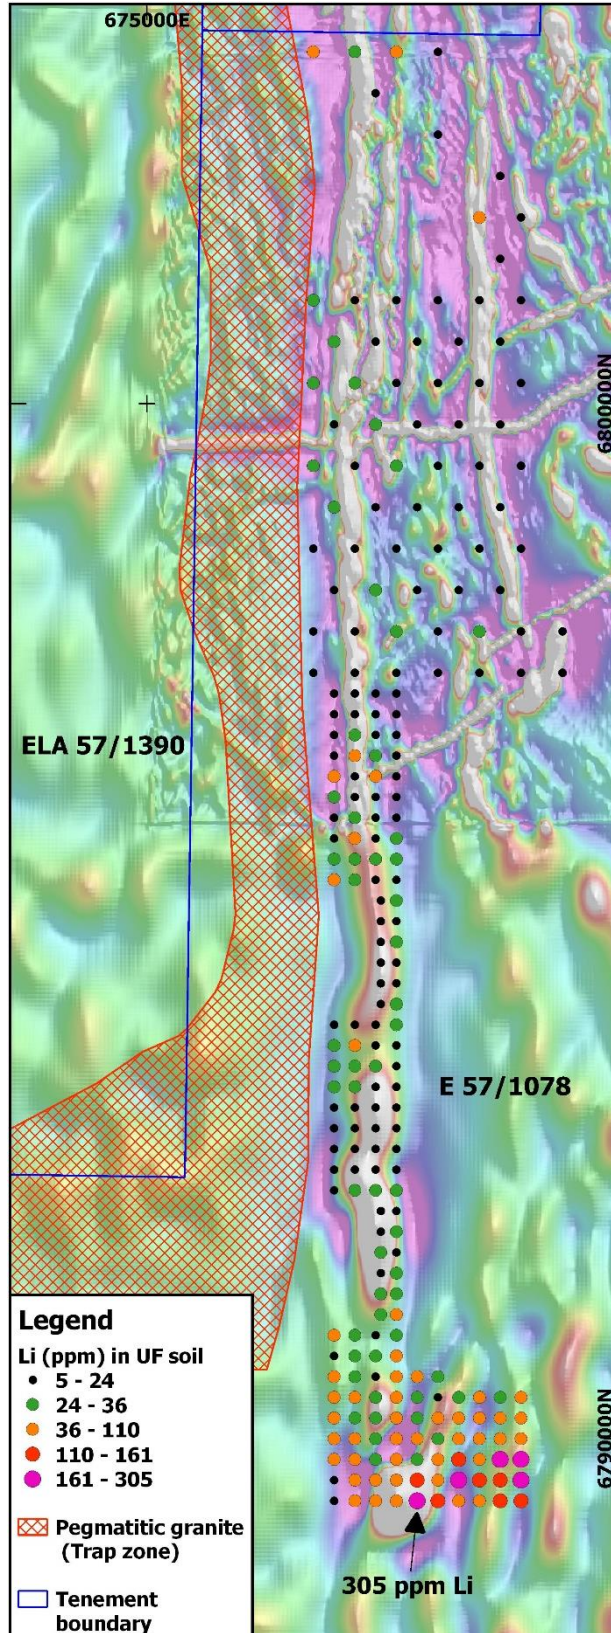 675000E
6800000N
ELA 57/1390
E 57/1078
6790000N
305 ppm Li
Legend
Li (ppm) in UF soil
5 - 24
24 - 36
36 - 110
110 - 161
161 - 305
Pegmatitic granite
(Trap zone)
Tenement
boundary